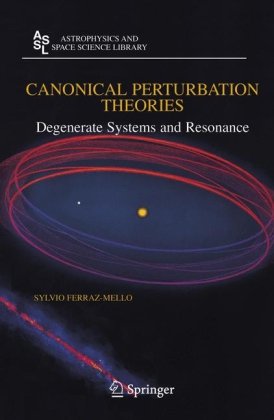 ASSL
ASTROPHYSICS AND
SPACE SCIENCE LIBRARY
CANONICAL PERTURBATION
THEORIES
Degenerate Systems and Resonance
SYLVIO FERRAZ-MELLO
Springer